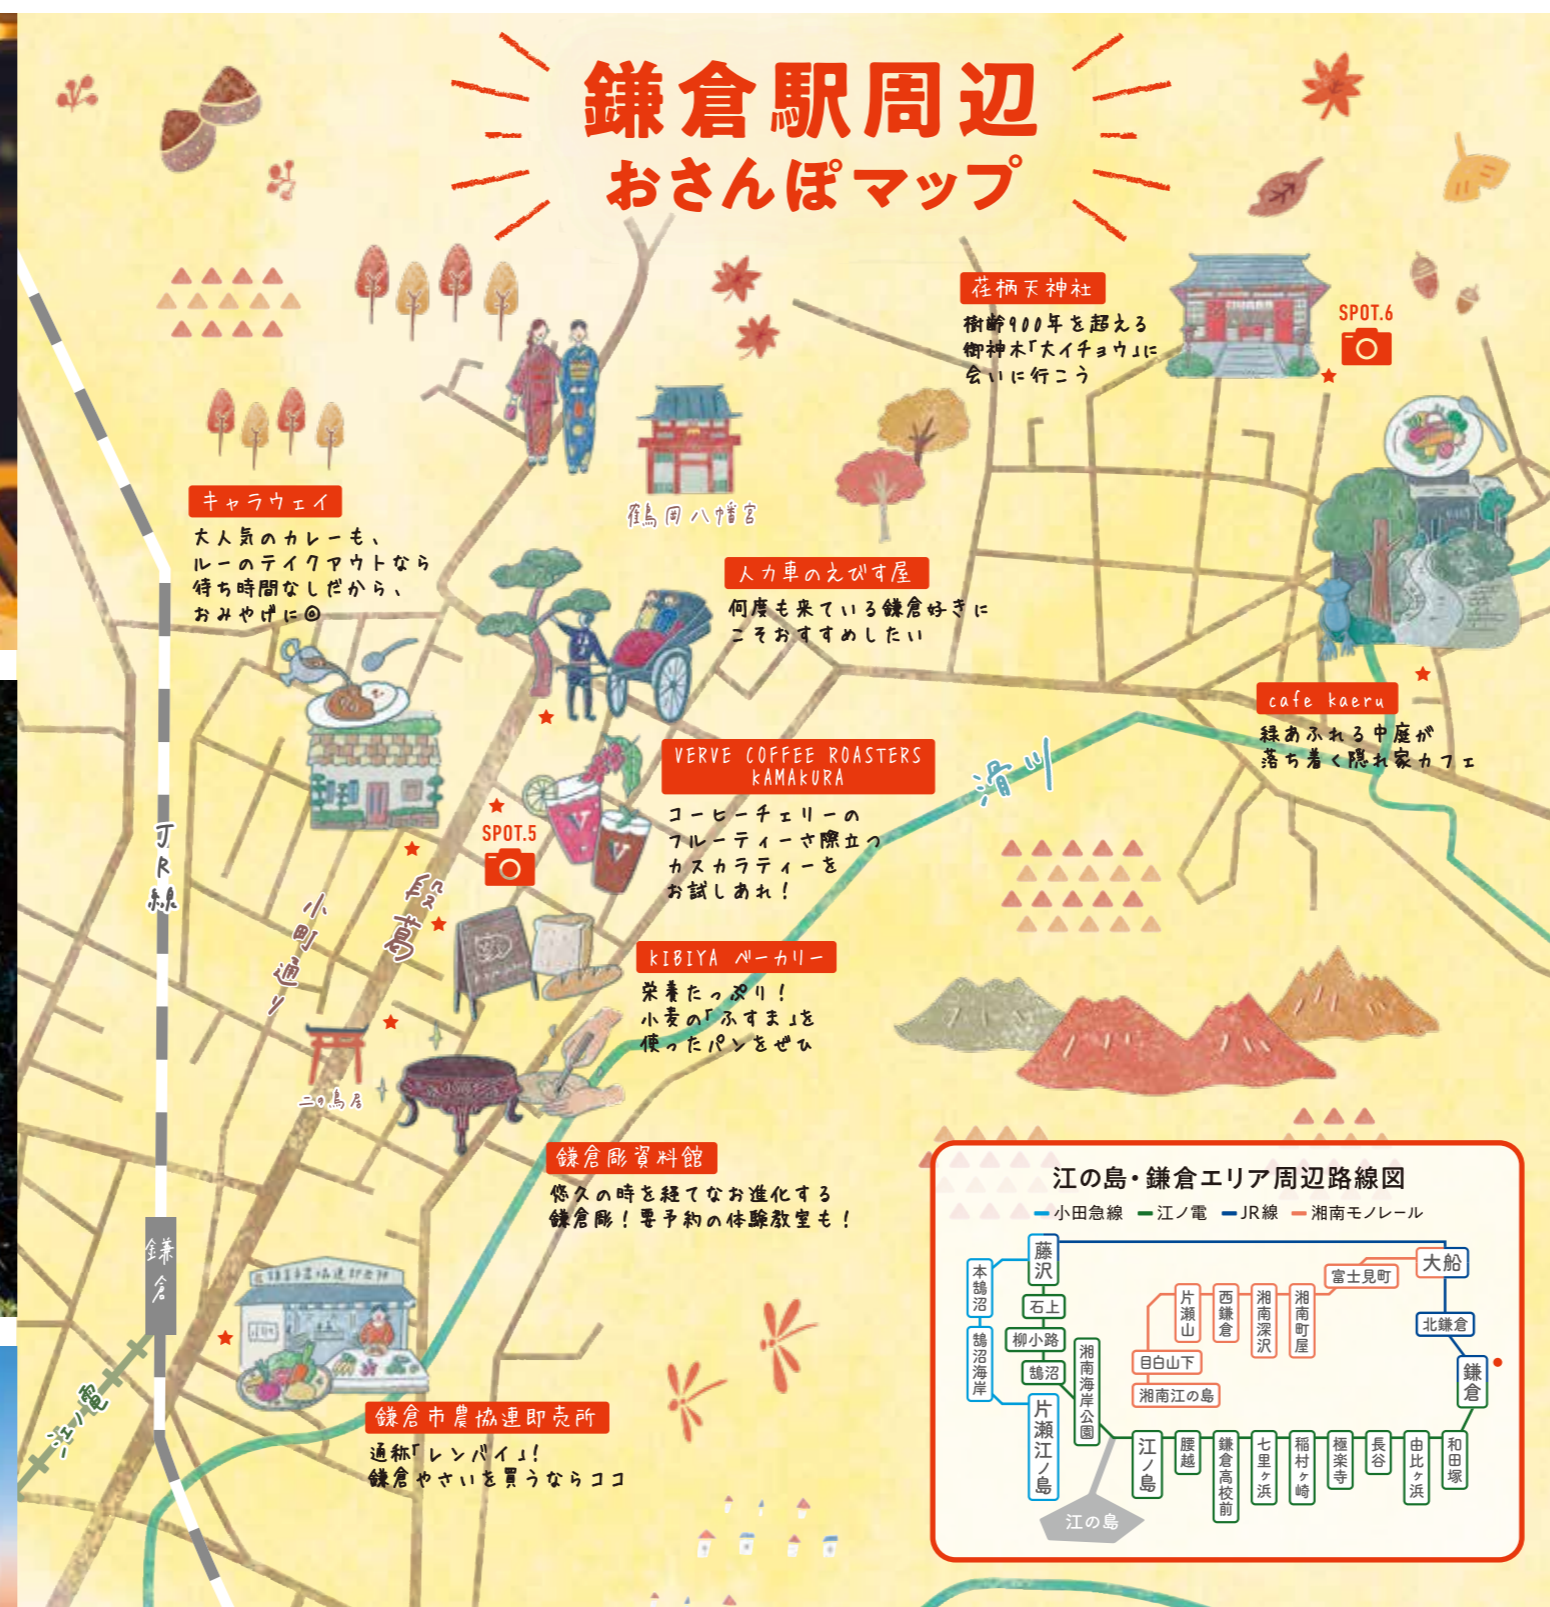 鎌倉駅周辺
おさんぽマップ
荏柄天神社
樹齢900年を超える
御神木「大イチョウ」に
会いに行こう
SPOT.6
鶴岡八幡宮
キャラウェイ
大人気のカレーも、
ルーのテイクアウトなら
待ち時間なしだから、
おみやげに◎
人力車のえびす屋
何度も来ている鎌倉好きに
こそおすすめしたい
cafe kaeru
緑あふれる中庭が
落ち着く隠れ家カフェ
VERVE COFFEE ROASTERS
KAMAKURA
コーヒーチェリーの
フルーティーさ際立つ
カスカラティーを
お試しあれ！
滑川
SPOT.5
JR線
小町通り
段葛
KIBIYA ベーカリー
栄養たっぷり！
小麦の「ふすま」を
使ったパンをぜひ
二の鳥居
鎌倉彫資料館
悠久の時を経てなお進化する
鎌倉彫！要予約の体験教室も！
鎌倉
江ノ電
鎌倉市農協連即売所
通称「レンバイ」！
鎌倉やさいを買うならココ
江の島・鎌倉エリア周辺路線図
小田急線 江ノ電 JR線 湘南モノレール
藤沢
本鵠沼
鵠沼海岸
片瀬江ノ島
石上
柳小路
鵠沼
湘南海岸公園
江ノ島
腰越
鎌倉高校前
七里ヶ浜
稲村ヶ崎
極楽寺
長谷
由比ヶ浜
和田塚
鎌倉
北鎌倉
大船
富士見町
湘南町屋
湘南深沢
西鎌倉
片瀬山
目白山下
湘南江の島
江の島